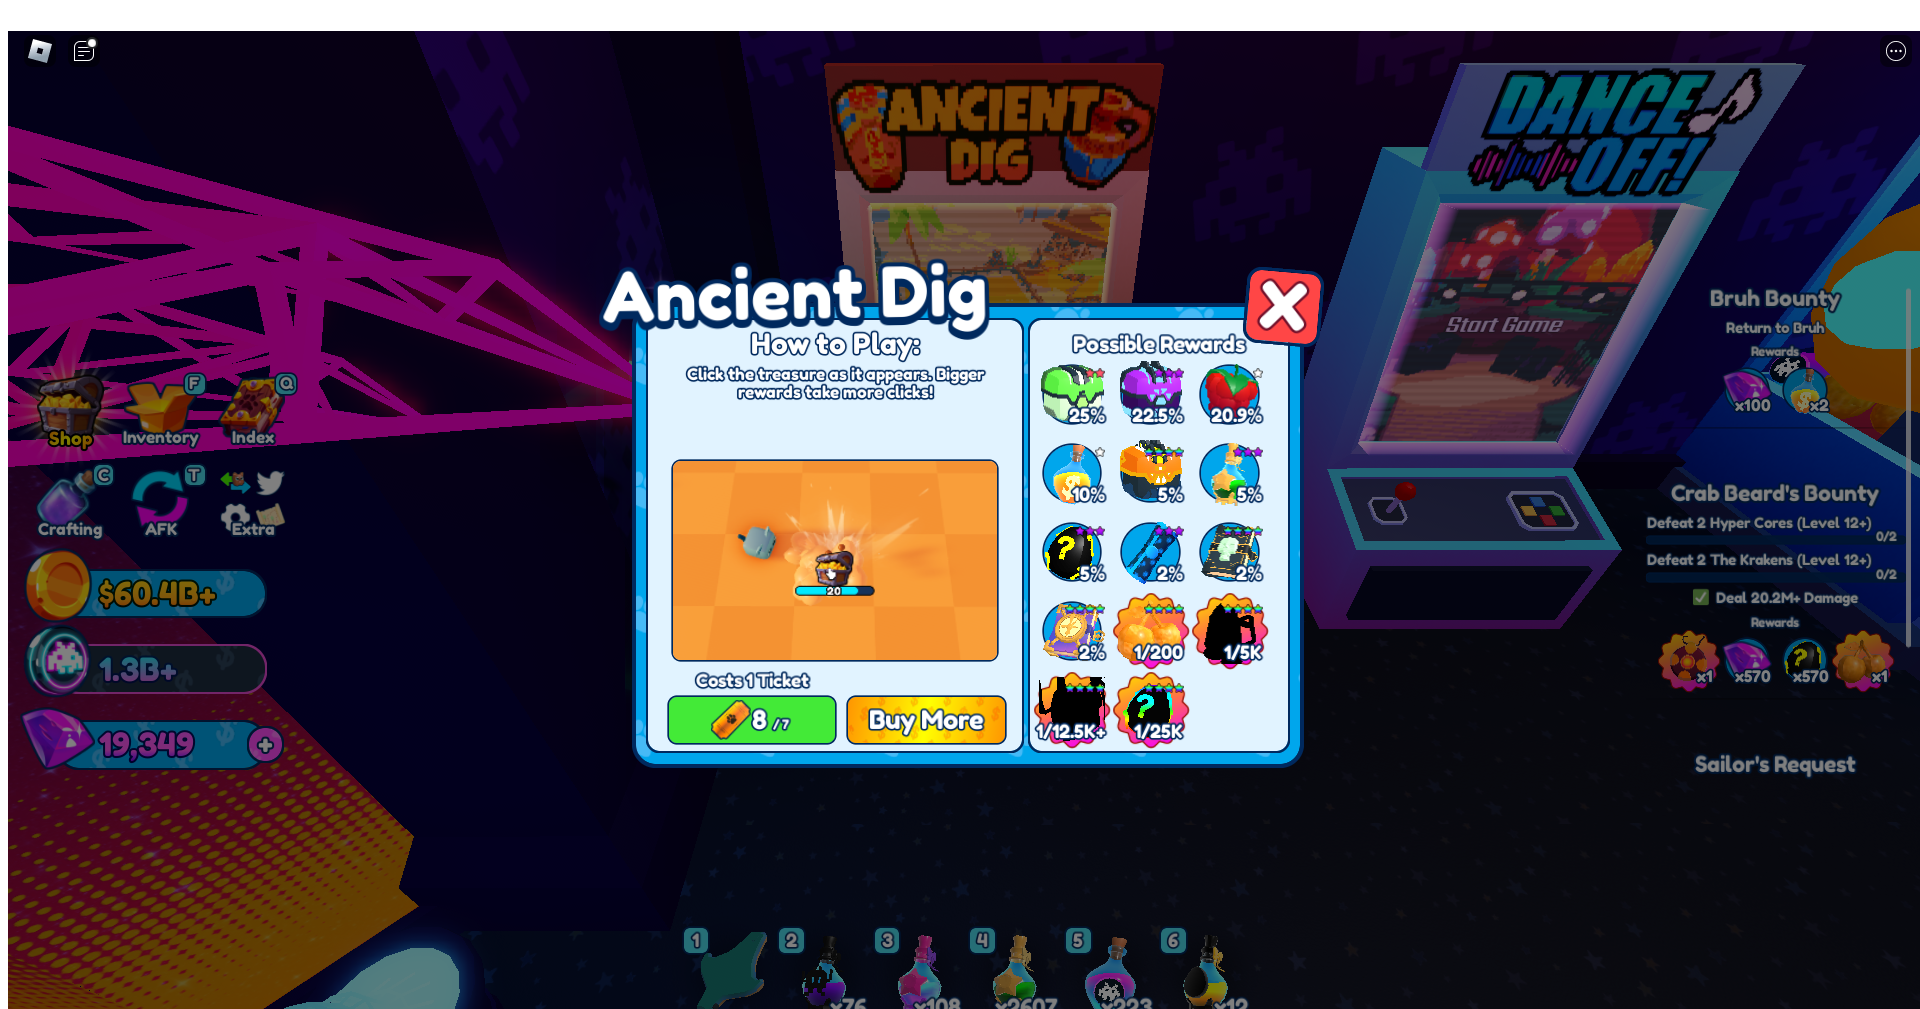 ANCIENT
DIG
DANCE
OFF!
Start Game
Ancient Dig
How to Play:
Click the treasure as it appears. Bigger
rewards take more clicks!
20
Costs 1 Ticket
8 /7
Buy More
Possible Rewards
25%
22.5%
20.9%
10%
5%
5%
?
5%
2%
2%
2%
1/200
1/5K
1/12.5K+
?
1/25K
F
Q
Shop
Inventory
Index
C
T
Crafting
AFK
Extra
$60.4B+
1.3B+
19,349
+
Bruh Bounty
Return to Bruh
Rewards
x100
x2
Crab Beard's Bounty
Defeat 2 Hyper Cores (Level 12+)
0/2
Defeat 2 The Krakens (Level 12+)
0/2
✅ Deal 20.2M+ Damage
Rewards
x1
x570
?
x570
x1
Sailor's Request
1
2
3
4
5
6
x76
x108
x2607
x223
x12